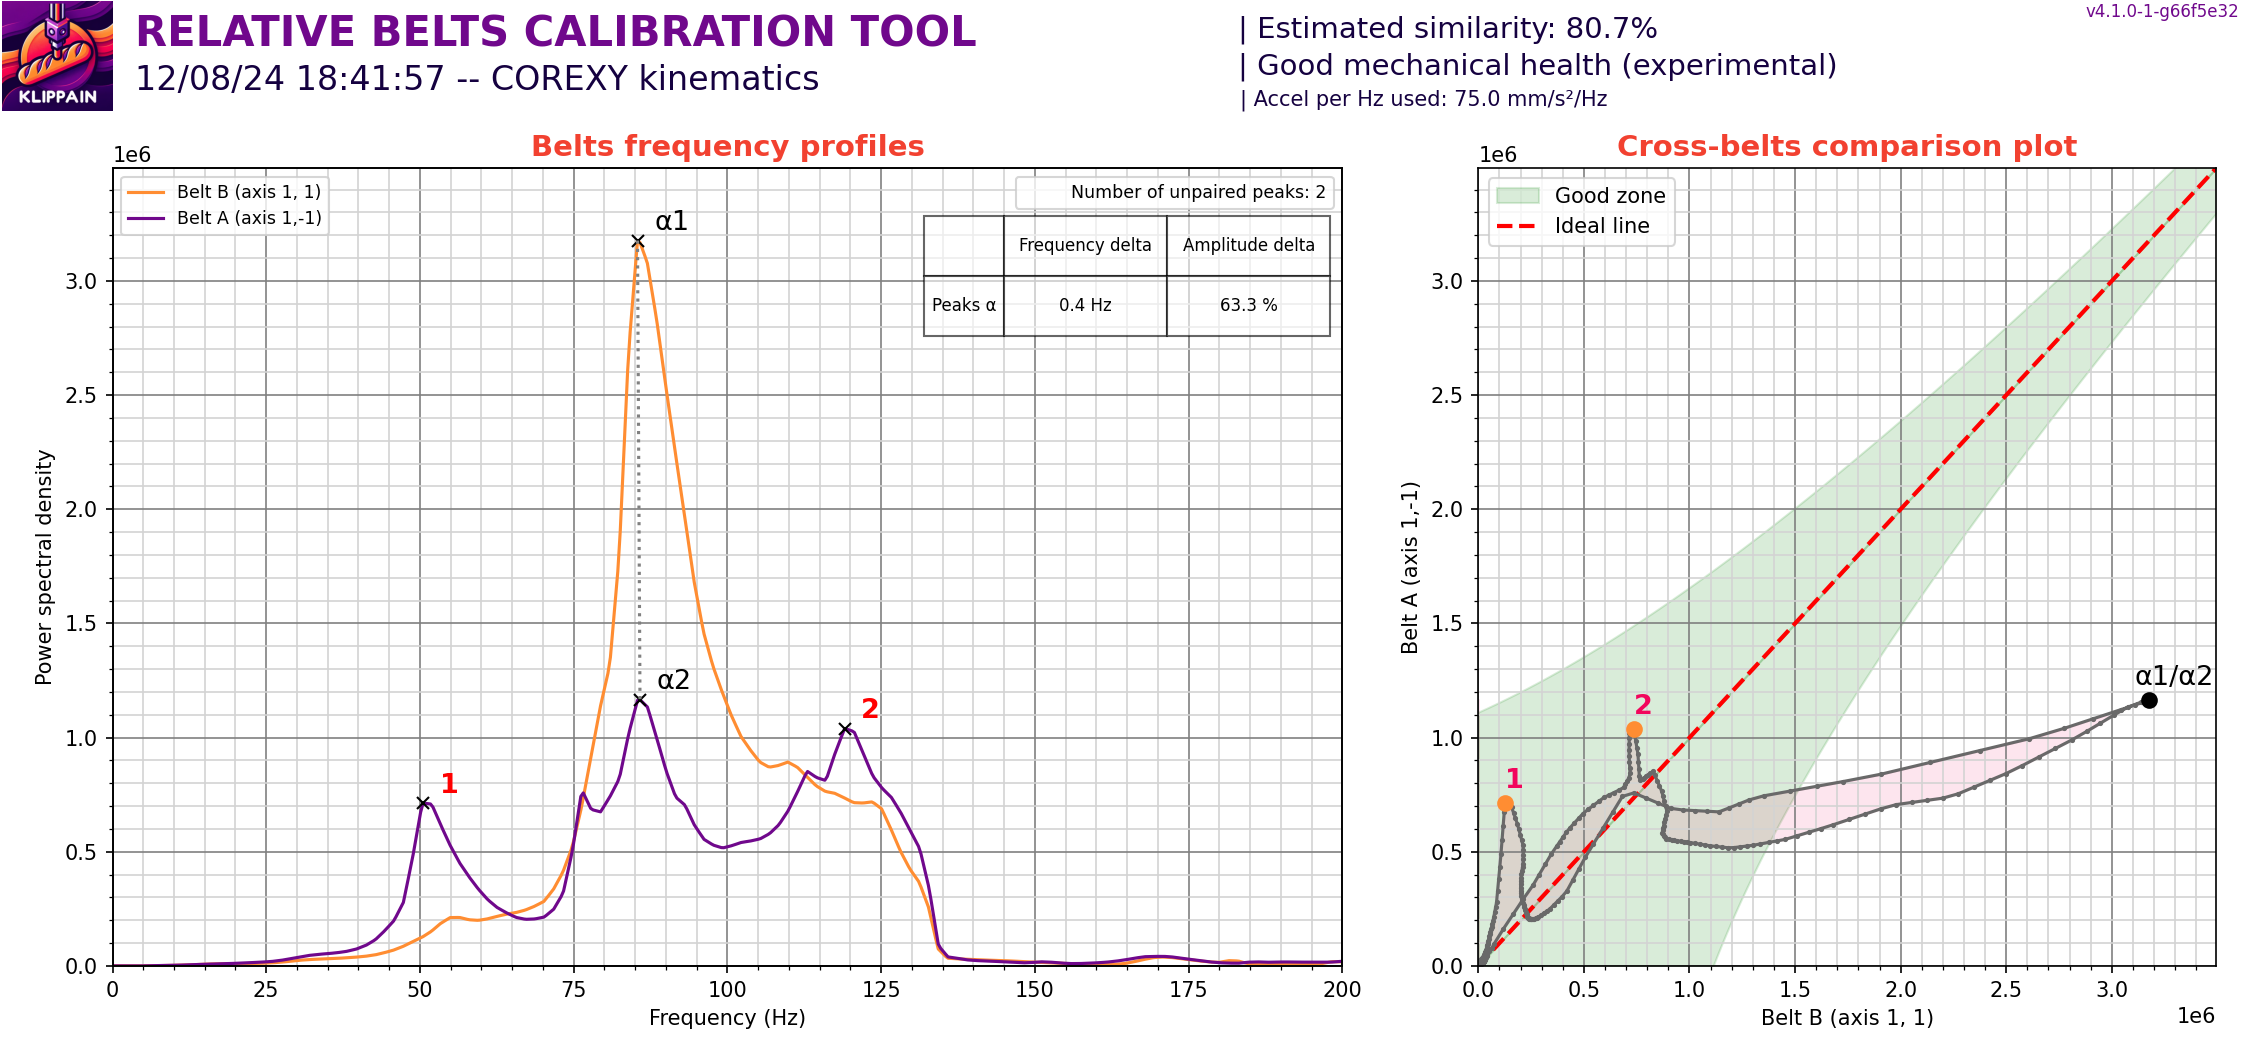 KLIPPAIN
RELATIVE BELTS CALIBRATION TOOL
12/08/24 18:41:57 -- COREXY kinematics
| Estimated similarity: 80.7%
| Good mechanical health (experimental)
| Accel per Hz used: 75.0 mm/s²/Hz
v4.1.0-1-g66f5e32
Belts frequency profiles
1e6
Belt B (axis 1, 1)
Belt A (axis 1,-1)
Number of unpaired peaks: 2
Frequency delta Amplitude delta
Peaks α 0.4 Hz 63.3 %
α1
α2
1
2
Power spectral density
3.0
2.5
2.0
1.5
1.0
0.5
0.0
0 25 50 75 100 125 150 175 200
Frequency (Hz)
Cross-belts comparison plot
1e6
Good zone
Ideal line
α1/α2
2
1
Belt A (axis 1,-1)
3.0
2.5
2.0
1.5
1.0
0.5
0.0
0.0 0.5 1.0 1.5 2.0 2.5 3.0
Belt B (axis 1, 1)
1e6